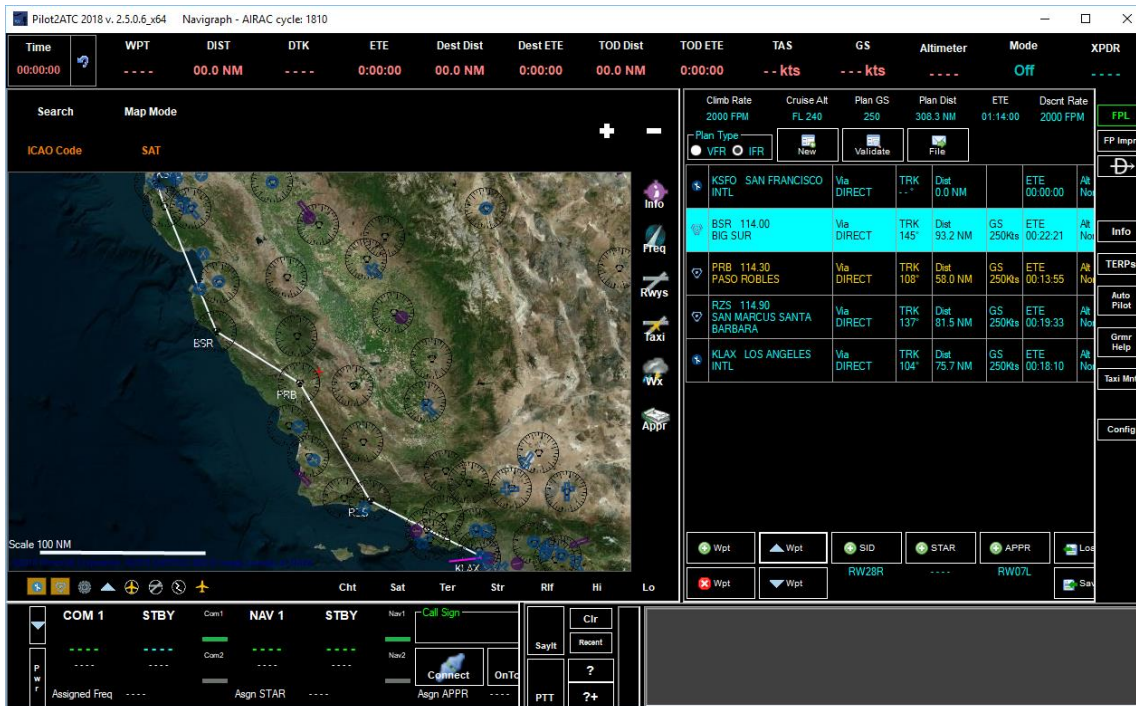 Pilot2ATC 2018 v. 2.5.0.6_x64 Navigraph - AIRAC cycle: 1810
Time WPT DIST DTK ETE Dest Dist Dest ETE TOD Dist TOD ETE TAS GS Altimeter Mode XPDR
00:00:00 - - - - 00.0 NM - - - - 0:00:00 00.0 NM 0:00:00 00.0 NM 0:00:00 - - kts - - - kts - - - - Off - - - -
Search Map Mode
ICAO Code SAT
Info
Freq
Rwys
Taxi
Wx
Appr
BSR
PRB
KLAX
Scale 100 NM
Cht Sat Ter Str Rlf Hi Lo
Climb Rate Cruise Alt Plan GS Plan Dist ETE Dscnt Rate
2000 FPM FL 240 250 308.3 NM 01:14:00 2000 FPM
Plan Type
VFR IFR New Validate File
KSFO SAN FRANCISCO INTL Via DIRECT TRK - - ° Dist 0.0 NM ETE 00:00:00 Alt
BSR 114.00 BIG SUR Via DIRECT TRK 145° Dist 93.2 NM GS 250Kts ETE 00:22:21 Alt
PRB 114.30 PASO ROBLES Via DIRECT TRK 108° Dist 58.0 NM GS 250Kts ETE 00:13:55 Alt
RZS 114.90 SAN MARCUS SANTA BARBARA Via DIRECT TRK 137° Dist 81.5 NM GS 250Kts ETE 00:19:33 Alt
KLAX LOS ANGELES INTL Via DIRECT TRK 104° Dist 75.7 NM GS 250Kts ETE 00:18:10 Alt
Wpt Wpt SID STAR APPR Loa
RW28R - - - - RW07L
Wpt Wpt Sav
FPL
FP Impr
D
Info
TERPs
Auto Pilot
Grmr Help
Taxi Mnt
Config
COM 1 STBY Com1 NAV 1 STBY Nav1 Call Sign
- - - - - - - - - - - - - - - -
Com2 Nav2
- - - - - - - - - - - - - - - -
Pwr
Connect OnTo
Assigned Freq - - - - Asgn STAR - - - - Asgn APPR - - - -
SayIt Clr
Recent
?
PTT ?+